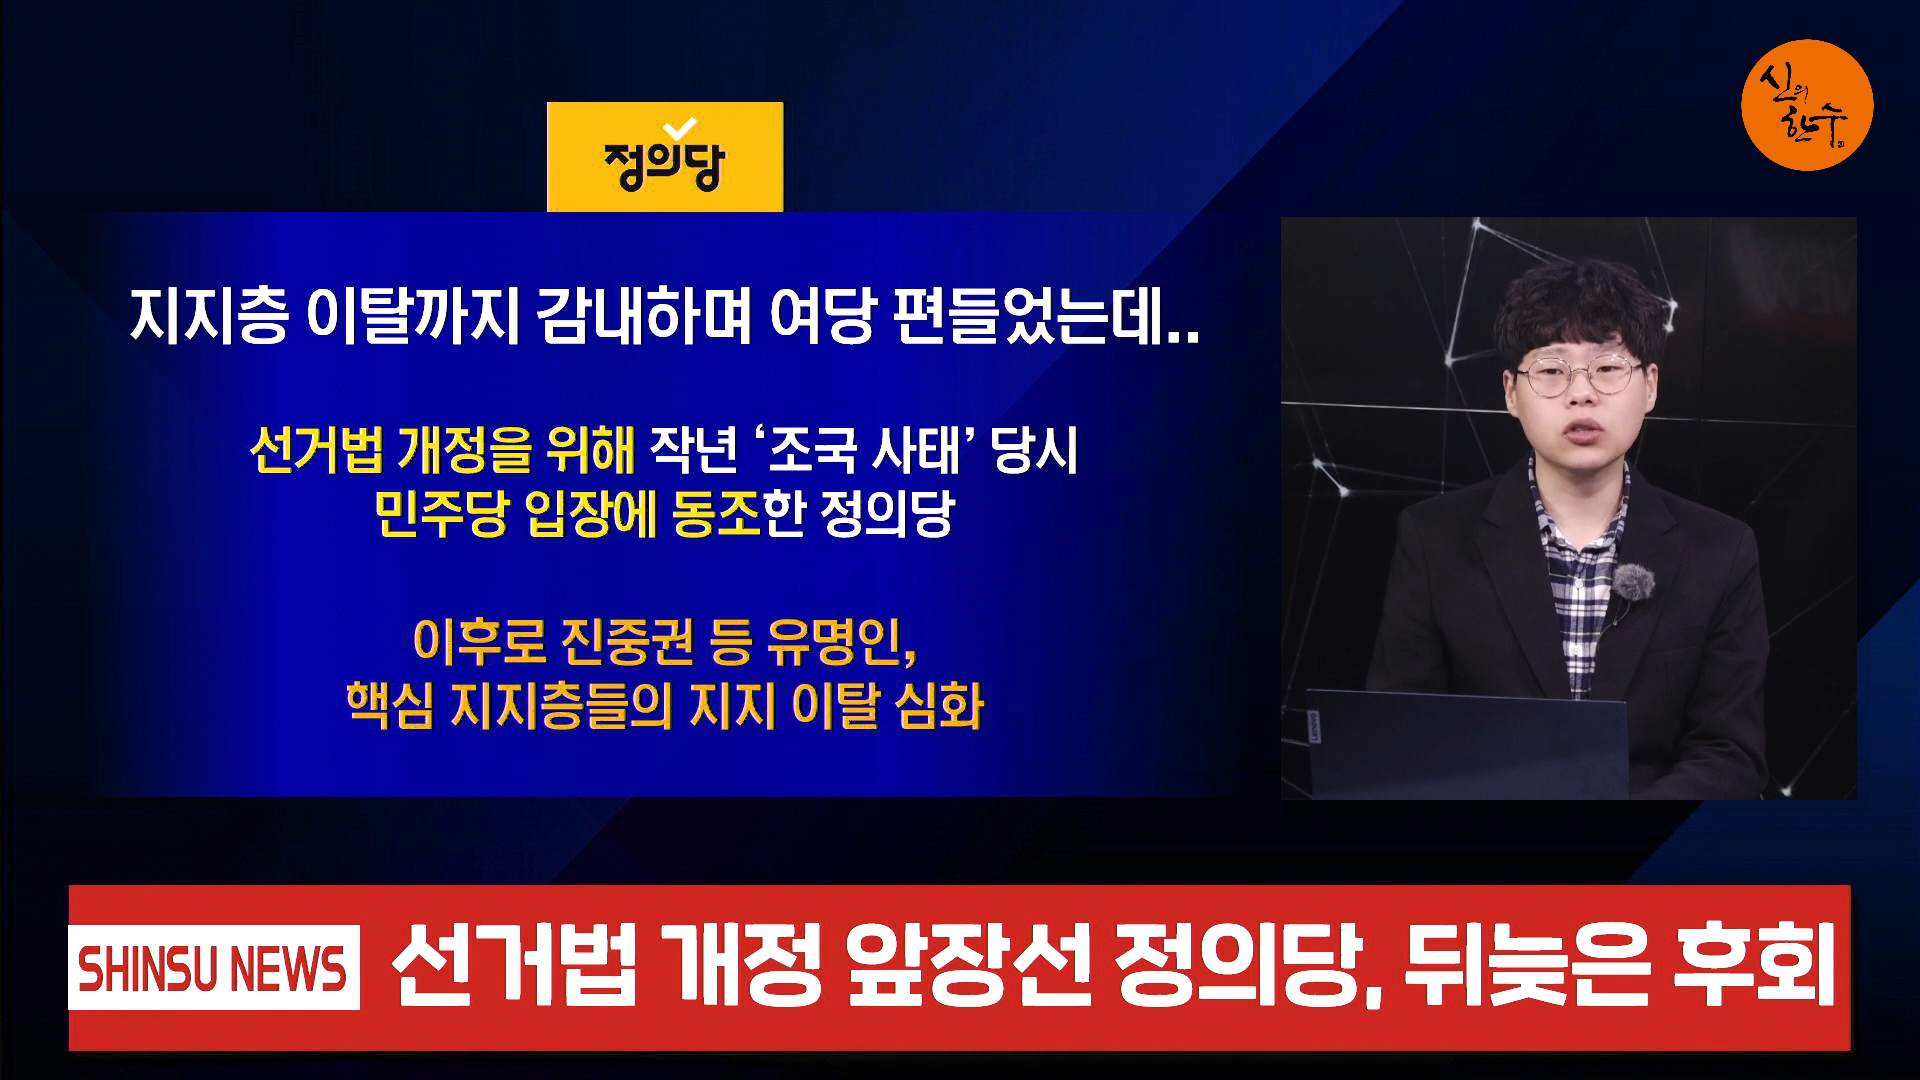 신의
한수
정의당
지지층 이탈까지 감내하며 여당 편들었는데..
선거법 개정을 위해 작년 ‘조국 사태’ 당시
민주당 입장에 동조한 정의당
이후로 진중권 등 유명인,
핵심 지지층들의 지지 이탈 심화
Lenovo
SHINSU NEWS 선거법 개정 앞장선 정의당, 뒤늦은 후회